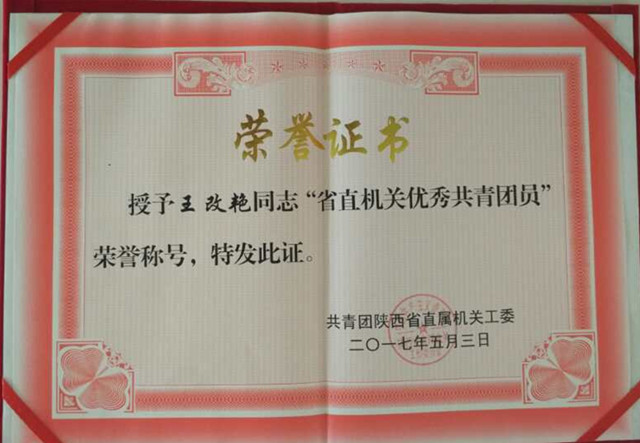 荣誉证书
授予王改艳同志“省直机关优秀共青团员”
荣誉称号，特发此证。
共青团陕西省直属机关工委
二〇一七年五月三日